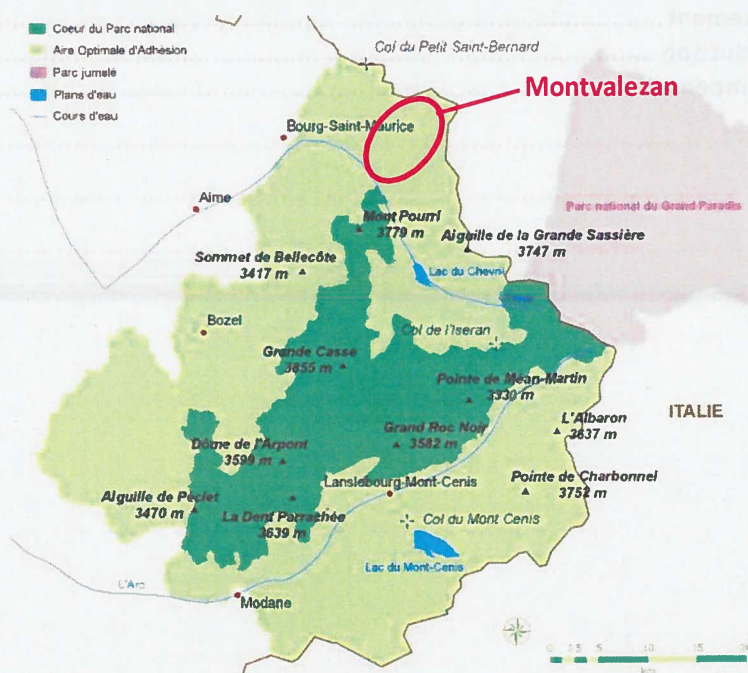 Coeur du Parc national
Aire Optimale d'Adhésion
Parc jumelé
Plans d'eau
Cours d'eau
Col du Petit Saint-Bernard
Montvalezan
Bourg-Saint-Maurice
Aime
Mont Pourri
3779 m
Parc national du Grand Paradis
Aiguille de la Grande Sassière
3747 m
Sommet de Bellecôte
3417 m
Lac du Chevril
Bozel
Col de l'Iseran
Grande Casse
3855 m
Pointe de Méan-Martin
3330 m
ITALIE
L'Albaron
3637 m
Grand Roc Noir
3582 m
Dôme de l'Arpont
3599 m
Lanslebourg-Mont-Cenis
Pointe de Charbonnel
3752 m
Aiguille de Péclet
3470 m
La Dent Parrachée
3639 m
Col du Mont Cenis
Lac du Mont-Cenis
L'Arc
Modane
km